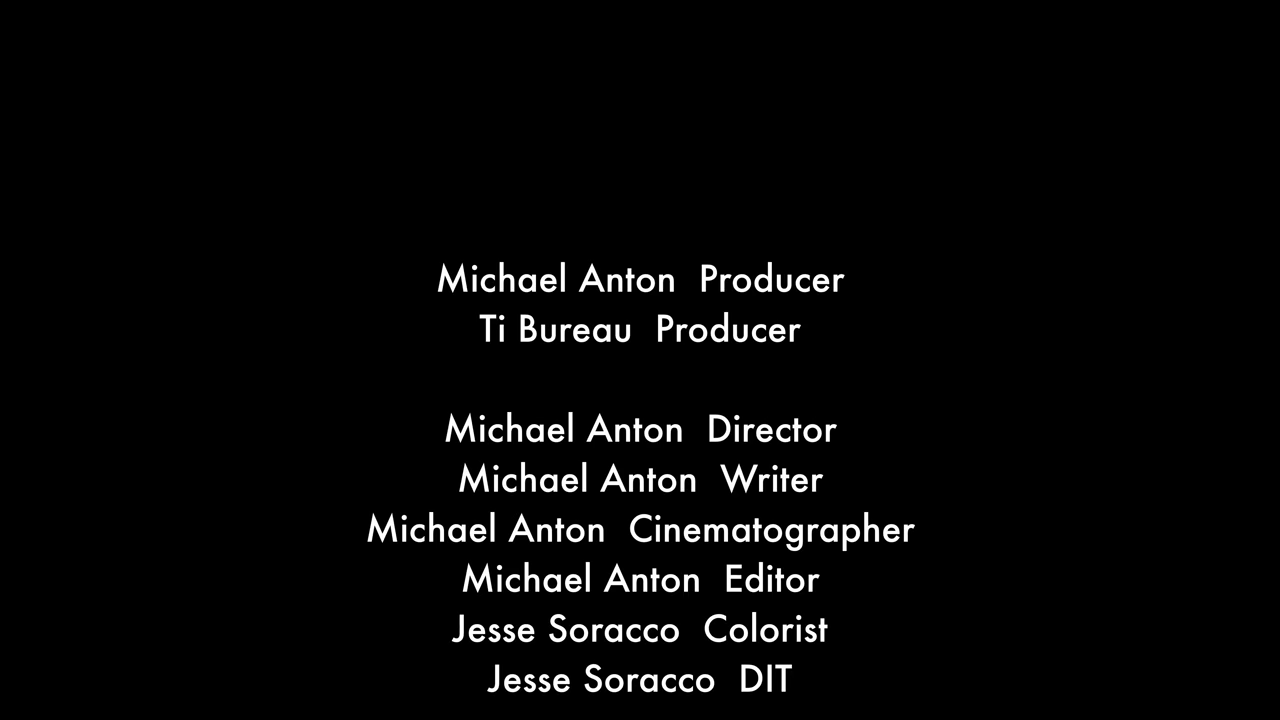 Michael Anton  Producer
Ti Bureau  Producer
Michael Anton  Director
Michael Anton  Writer
Michael Anton  Cinematographer
Michael Anton  Editor
Jesse Soracco  Colorist
Jesse Soracco  DIT